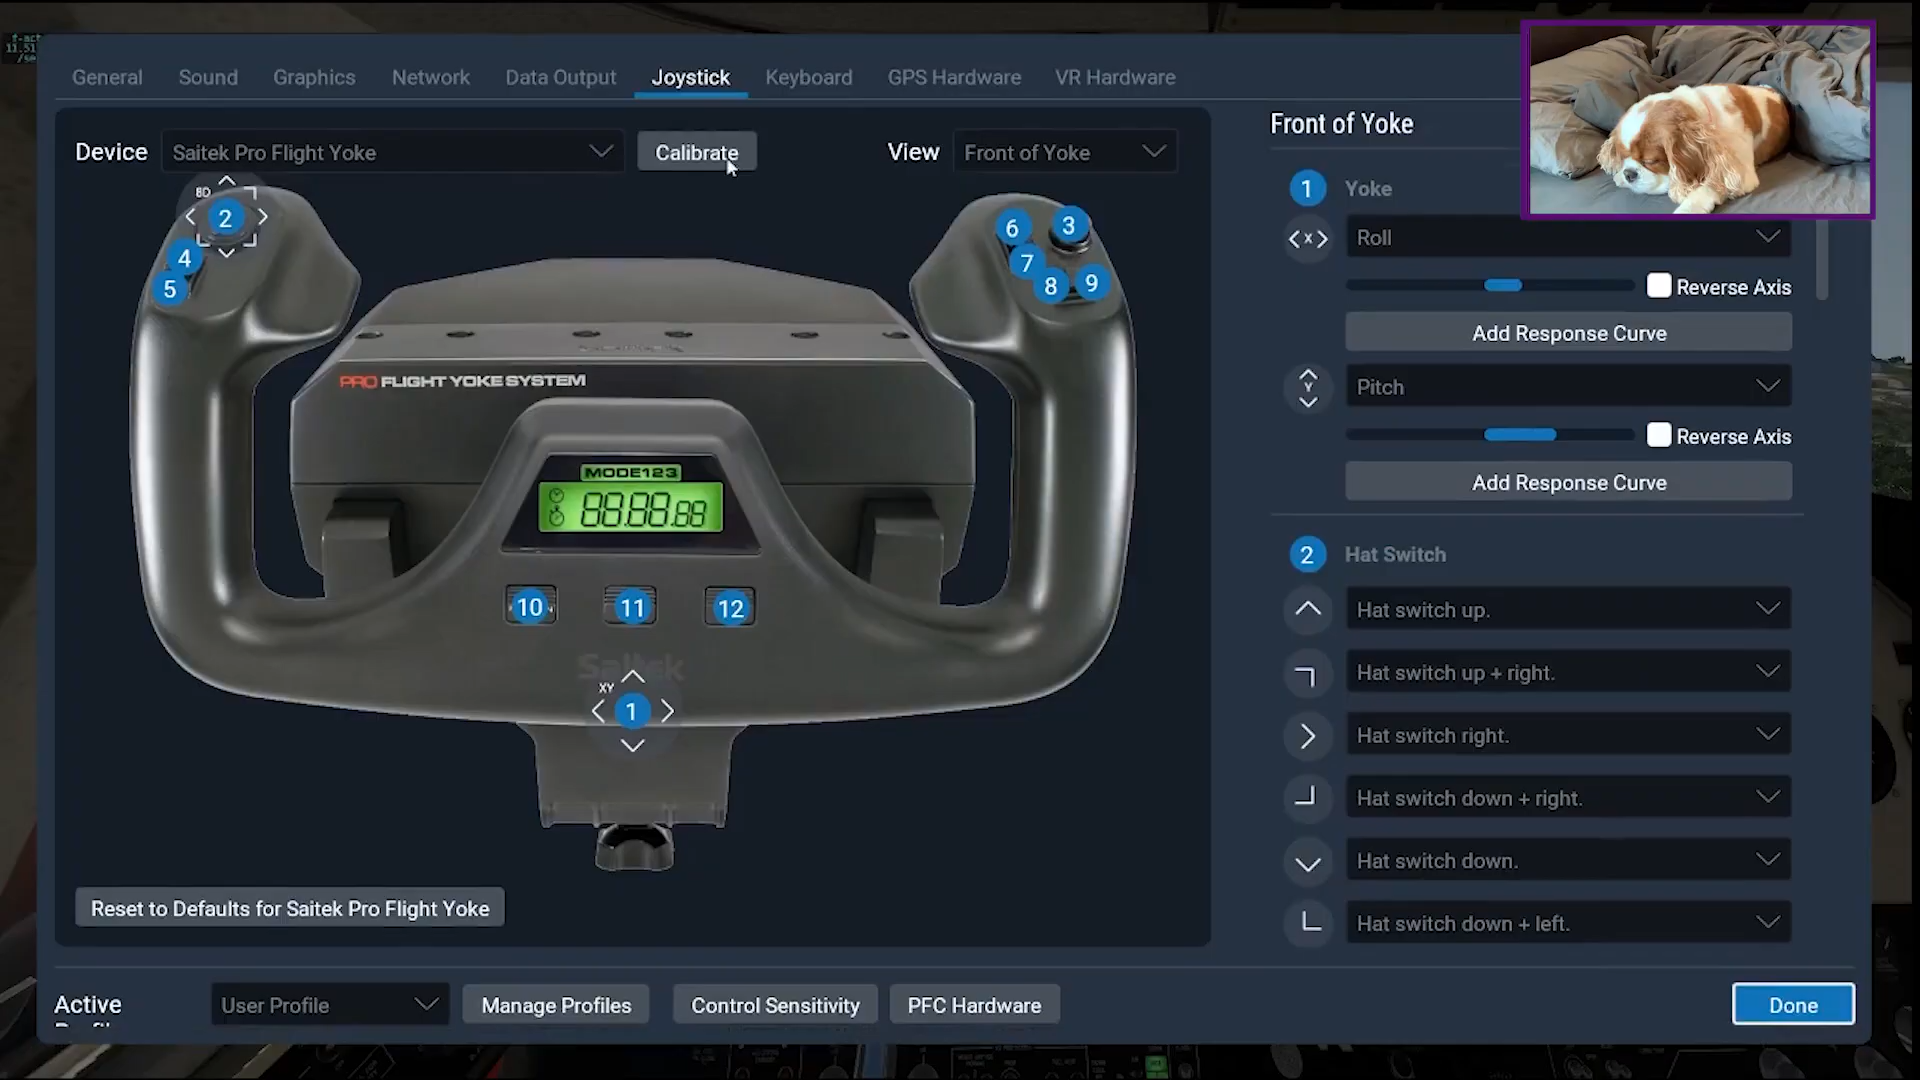 General Sound Graphics Network Data Output Joystick Keyboard GPS Hardware VR Hardware
Device Saitek Pro Flight Yoke Calibrate View Front of Yoke
8D
2
4
5
6
3
7
8
9
PRO FLIGHT YOKE SYSTEM
MODE123
88:88.88
10 11 12
Saitek
XY
1
Reset to Defaults for Saitek Pro Flight Yoke
Front of Yoke
1 Yoke
X Roll
Reverse Axis
Add Response Curve
Y Pitch
Reverse Axis
Add Response Curve
2 Hat Switch
Hat switch up.
Hat switch up + right.
Hat switch right.
Hat switch down + right.
Hat switch down.
Hat switch down + left.
Active
User Profile Manage Profiles Control Sensitivity PFC Hardware Done